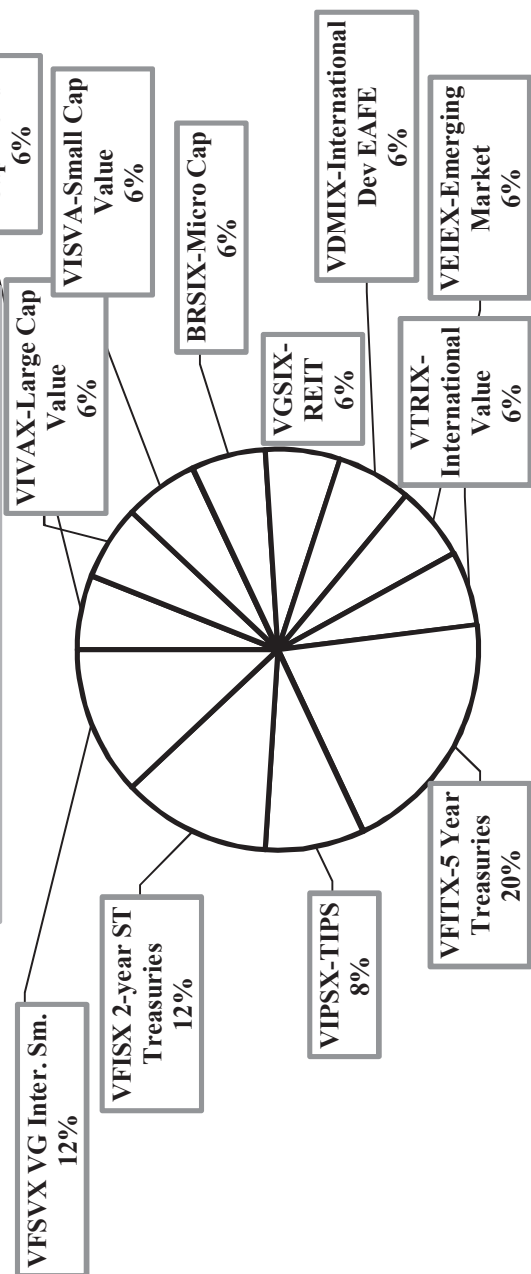 6%
VIVAX-Large Cap
Value
6%
VISVA-Small Cap
Value
6%
BRSIX-Micro Cap
6%
VGSIX-
REIT
6%
VDMIX-International
Dev EAFE
6%
VEIEX-Emerging
Market
6%
VTRIX-
International
Value
6%
VFITX-5 Year
Treasuries
20%
VIPSX-TIPS
8%
VFISX 2-year ST
Treasuries
12%
VFSVX VG Inter. Sm.
12%